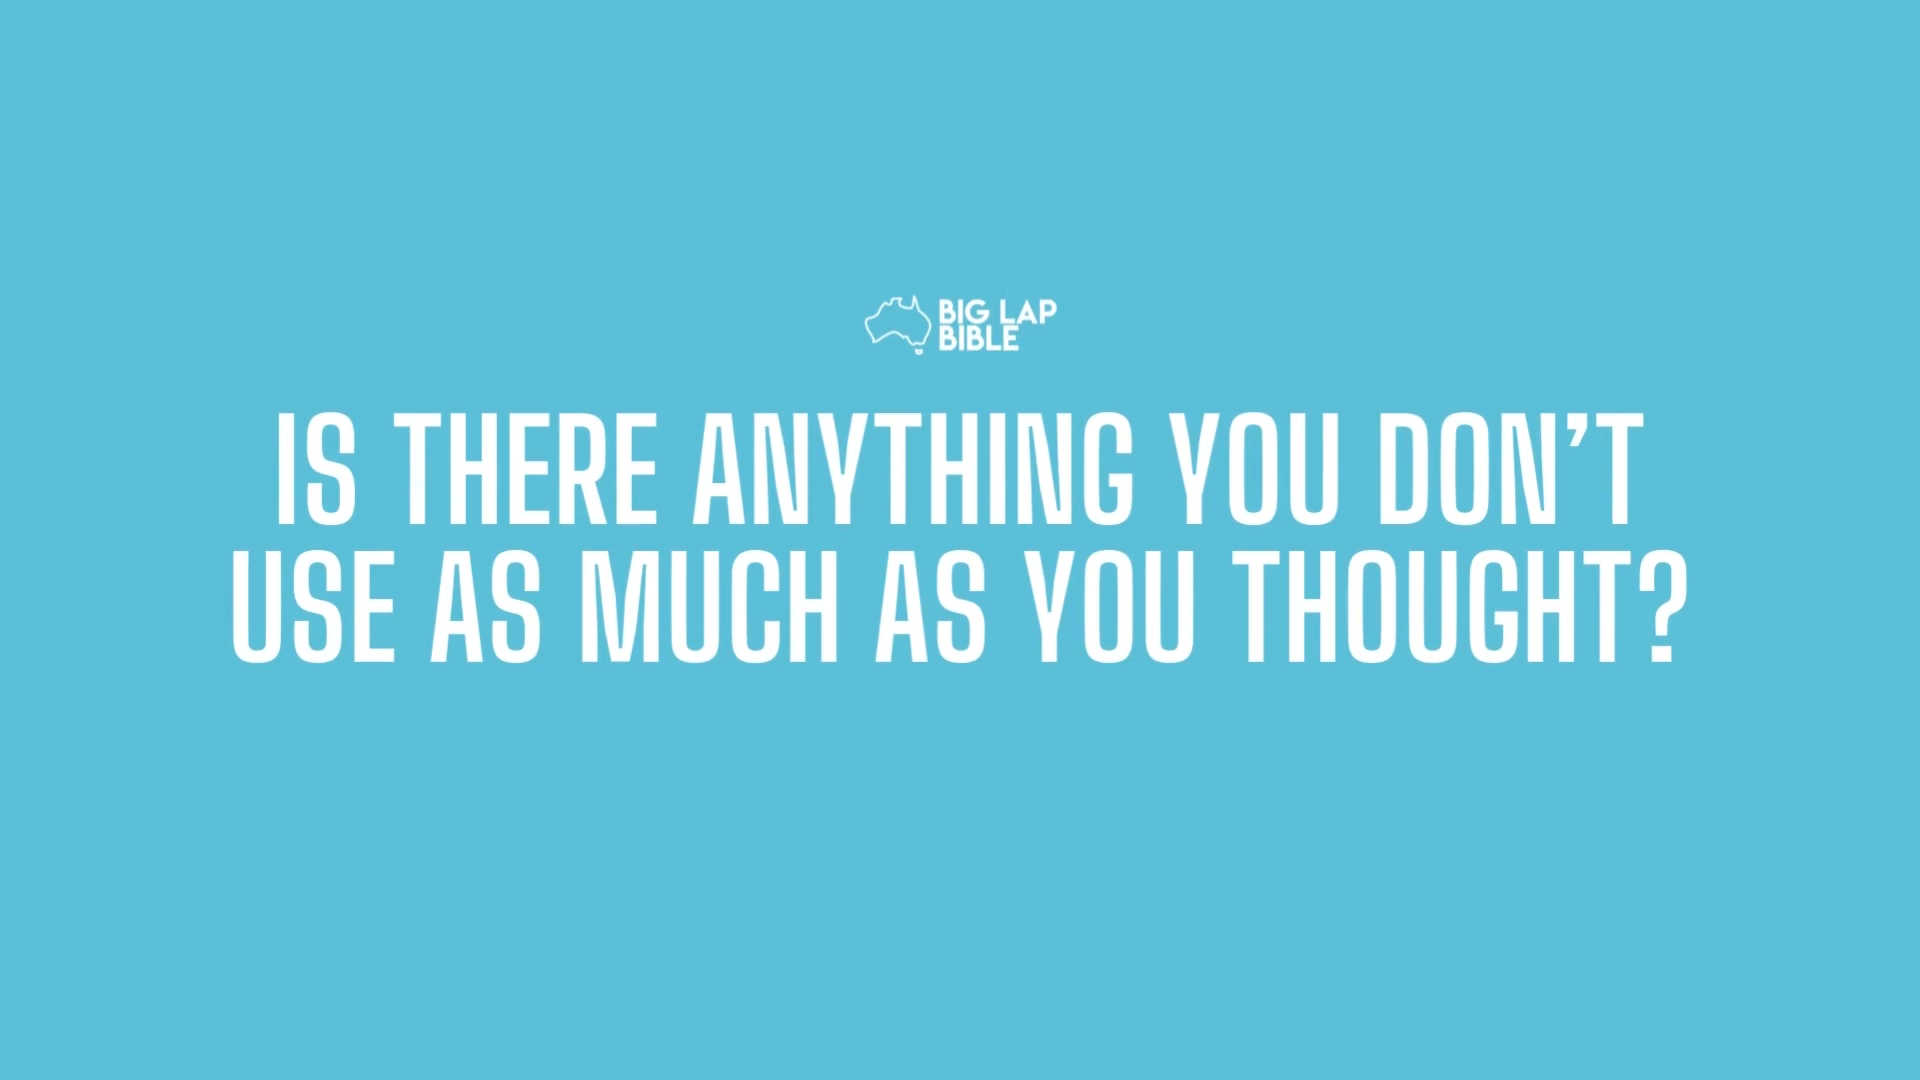 BIG LAP
BIBLE
IS THERE ANYTHING YOU DON’T
USE AS MUCH AS YOU THOUGHT?